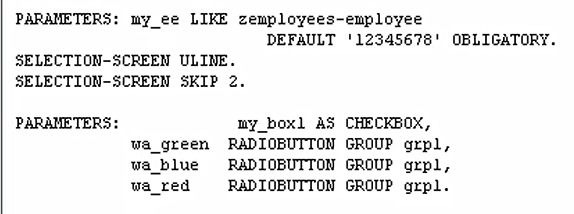 PARAMETERS: my_ee LIKE zemployees-employee
DEFAULT '12345678' OBLIGATORY.
SELECTION-SCREEN ULINE.
SELECTION-SCREEN SKIP 2.
PARAMETERS: my_box1 AS CHECKBOX,
wa_green RADIOBUTTON GROUP grp1,
wa_blue RADIOBUTTON GROUP grp1,
wa_red RADIOBUTTON GROUP grp1.